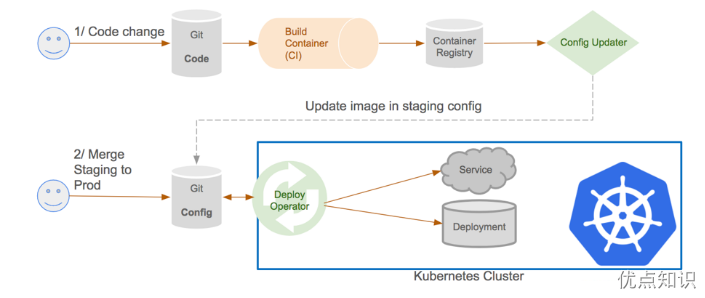 1/ Code change
Git
Code
Build
Container
(CI)
Container
Registry
Config Updater
Update image in staging config
2/ Merge
Staging to
Prod
Git
Config
Deploy
Operator
Service
Deployment
Kubernetes Cluster
优点知识